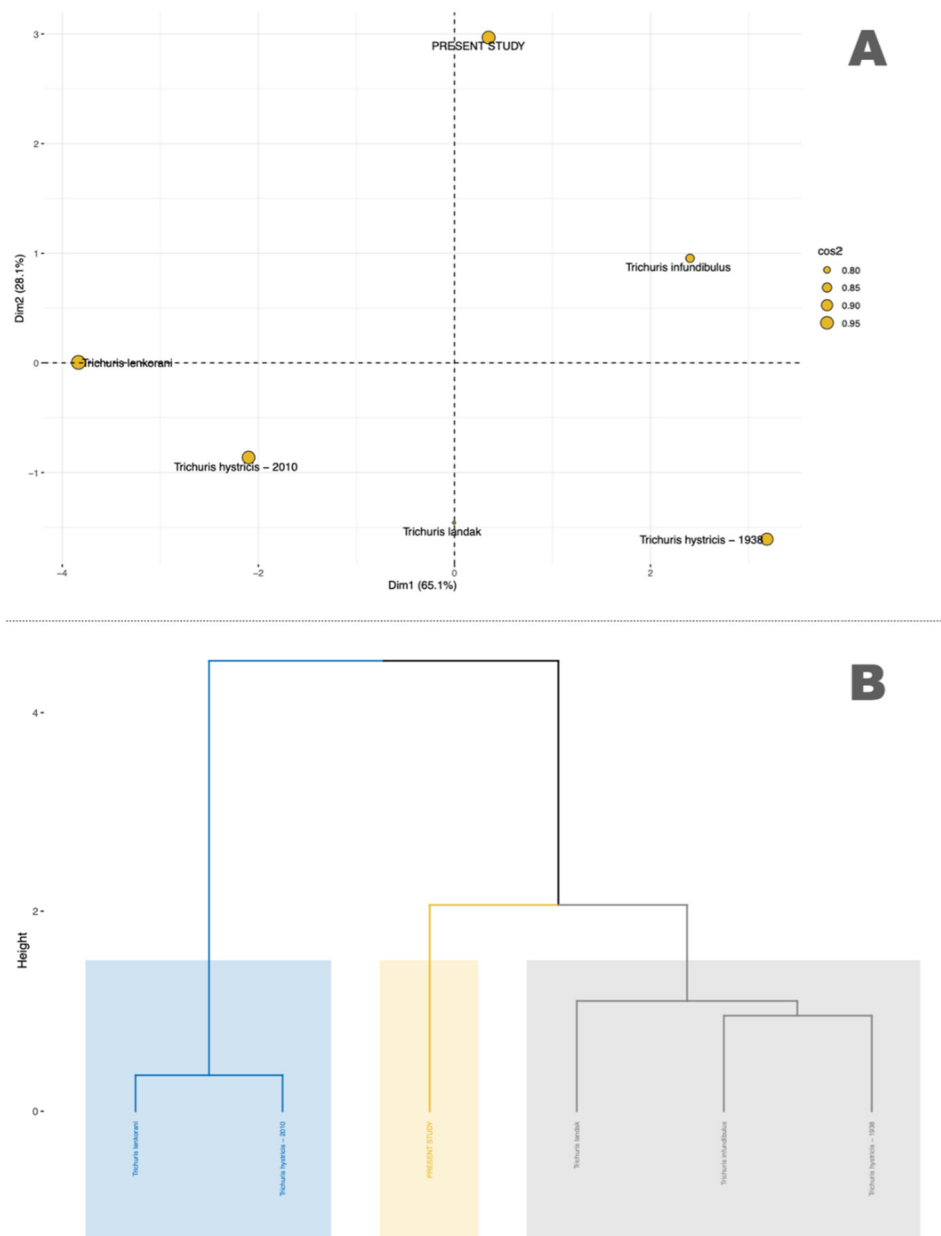 A
3
2
1
0
−1
Dim2 (28.1%)
PRESENT STUDY
Trichuris infundibulus
Trichuris lenkorani
Trichuris hystricis − 2010
Trichuris landak
Trichuris hystricis − 1938
−4
−2
0
2
Dim1 (65.1%)
cos2
0.80
0.85
0.90
0.95
B
4
2
0
Height
Trichuris lenkorani
Trichuris hystricis − 2010
PRESENT STUDY
Trichuris landak
Trichuris infundibulus
Trichuris hystricis − 1938